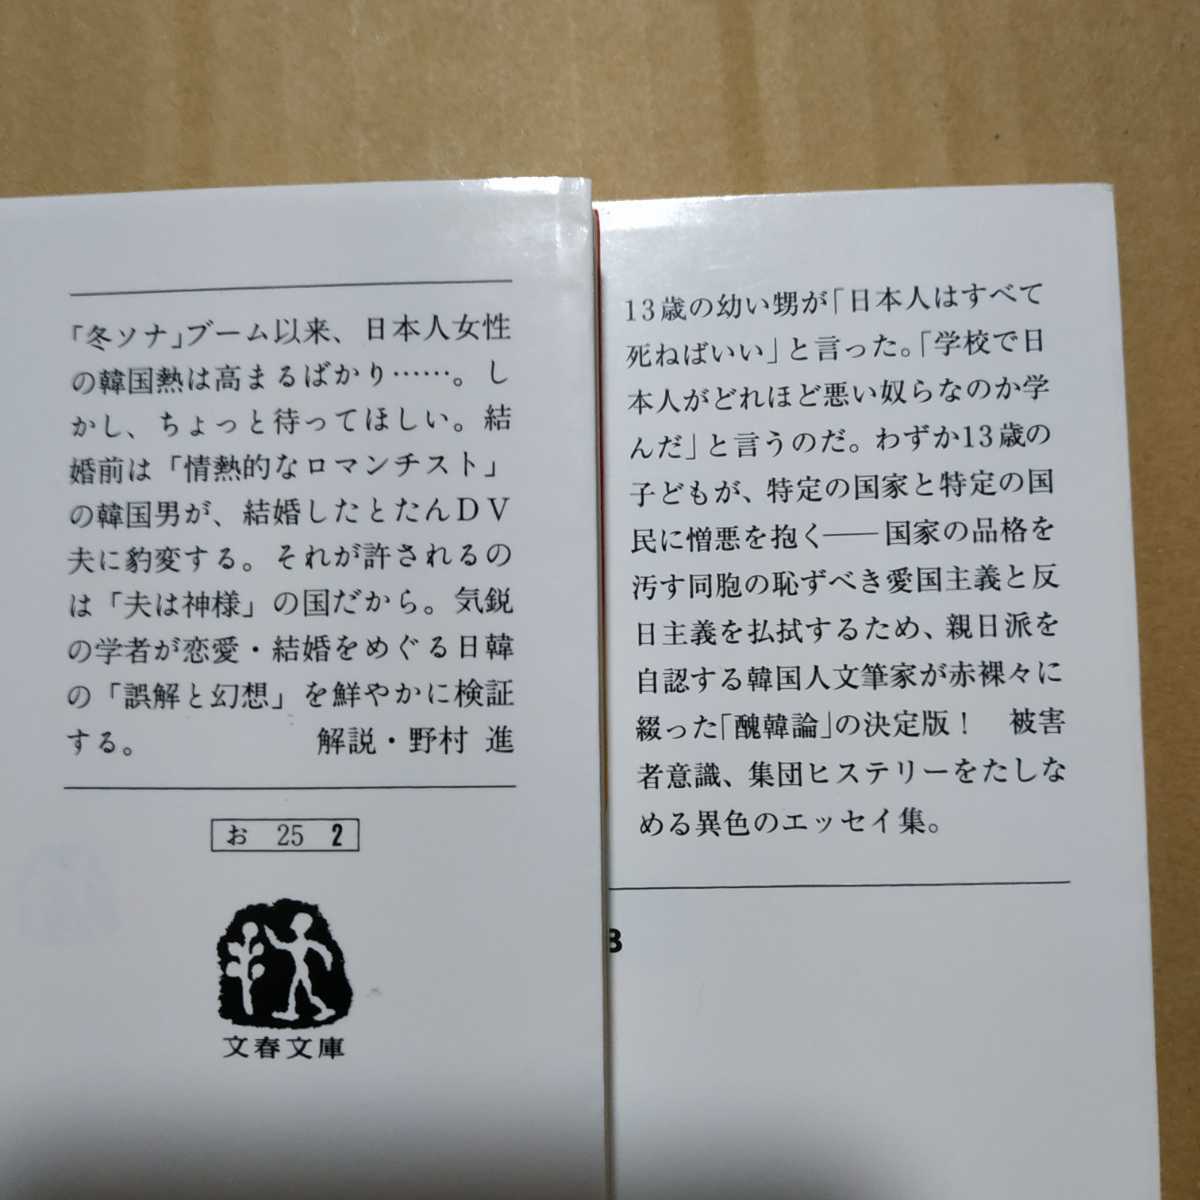 「冬ソナ」ブーム以来、日本人女性
の韓国熱は高まるばかり……。し
かし、ちょっと待ってほしい。結
婚前は「情熱的なロマンチスト」
の韓国男が、結婚したとたんDV
夫に豹変する。それが許されるの
は「夫は神様」の国だから。気鋭
の学者が恋愛・結婚をめぐる日韓
の「誤解と幻想」を鮮やかに検証
する。 解説・野村 進
お 25 2
文春文庫
13歳の幼い甥が「日本人はすべて
死ねばいい」と言った。「学校で日
本人がどれほど悪い奴らなのか学
んだ」と言うのだ。わずか13歳の
子どもが、特定の国家と特定の国
民に憎悪を抱く——国家の品格を
汚す同胞の恥ずべき愛国主義と反
日主義を払拭するため、親日派を
自認する韓国人文筆家が赤裸々に
綴った「醜韓論」の決定版！ 被害
者意識、集団ヒステリーをたしな
める異色のエッセイ集。